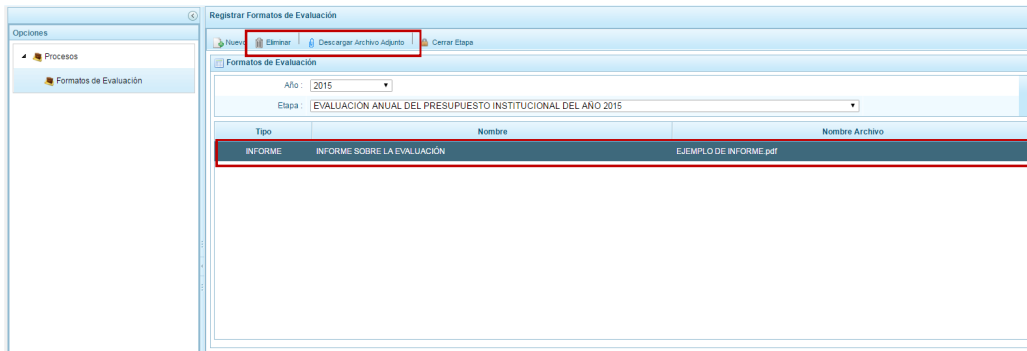 Registrar Formatos de Evaluación
Opciones
Nuevo Eliminar Descargar Archivo Adjunto Cerrar Etapa
Procesos
Formatos de Evaluación
Formatos de Evaluación
Año : 2015
Etapa : EVALUACIÓN ANUAL DEL PRESUPUESTO INSTITUCIONAL DEL AÑO 2015
Tipo Nombre Nombre Archivo
INFORME INFORME SOBRE LA EVALUACIÓN EJEMPLO DE INFORME.pdf